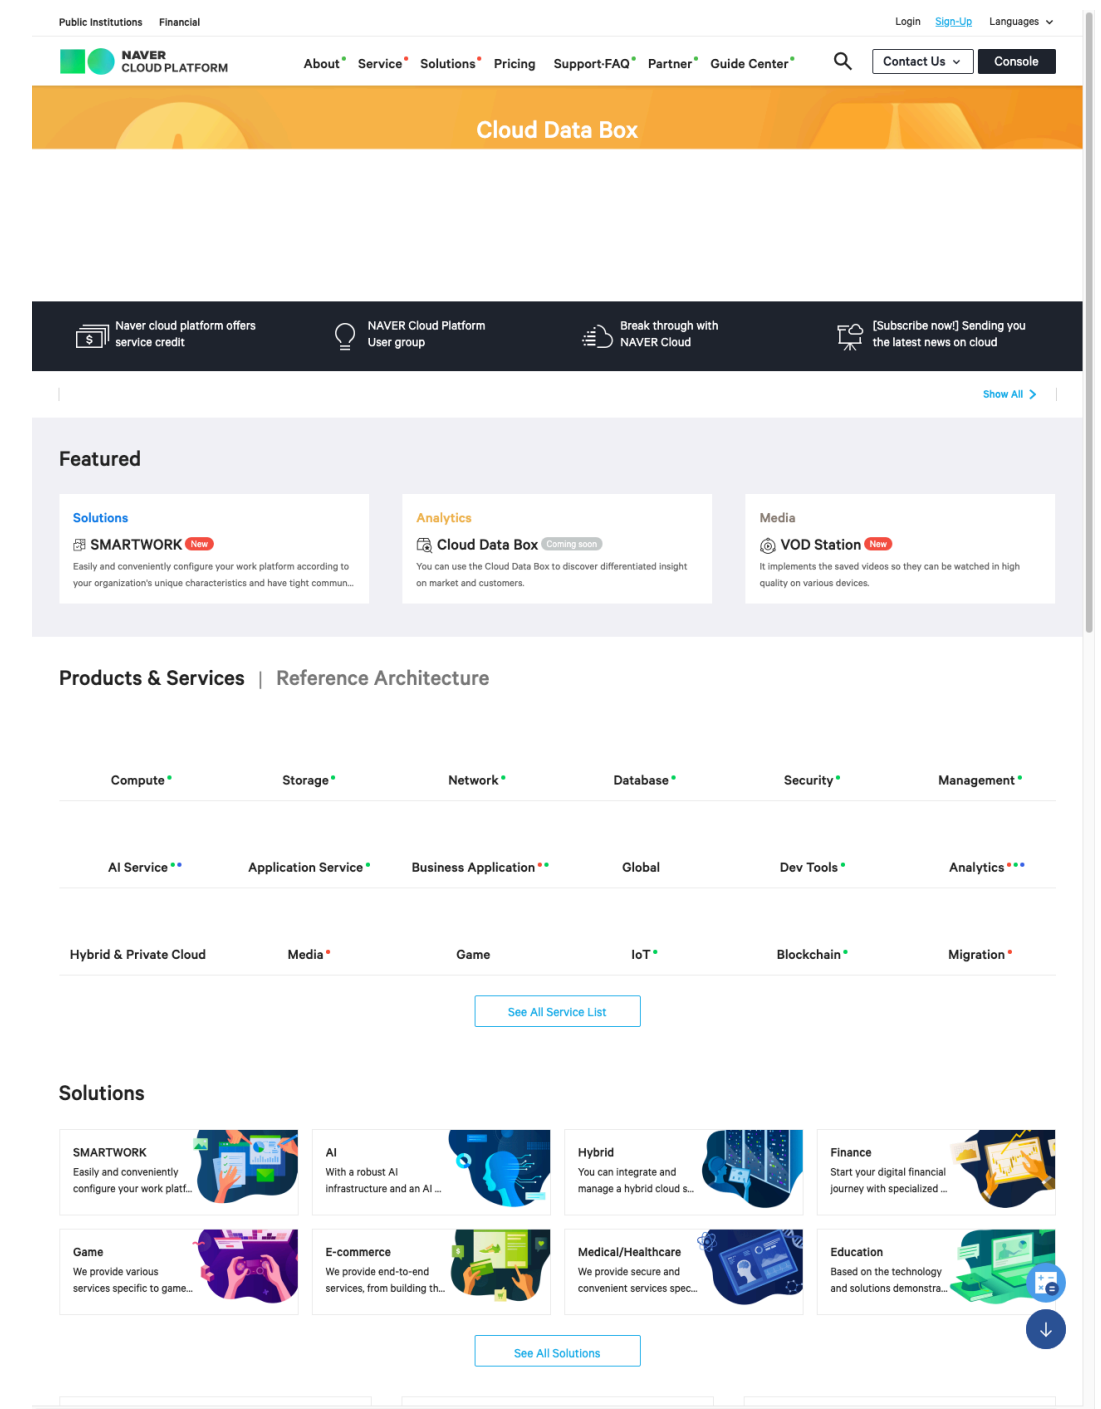 Public Institutions Financial
Login Sign-Up Languages
NAVER
CLOUD PLATFORM
About Service Solutions Pricing Support·FAQ Partner Guide Center
Contact Us Console
Cloud Data Box
Naver cloud platform offers
service credit
NAVER Cloud Platform
User group
Break through with
NAVER Cloud
[Subscribe now!] Sending you
the latest news on cloud
Show All
Featured
Solutions
SMARTWORK New
Easily and conveniently configure your work platform according to
your organization's unique characteristics and have tight commun...
Analytics
Cloud Data Box Coming soon
You can use the Cloud Data Box to discover differentiated insight
on market and customers.
Media
VOD Station New
It implements the saved videos so they can be watched in high
quality on various devices.
Products & Services | Reference Architecture
Compute Storage Network Database Security Management
AI Service Application Service Business Application Global Dev Tools Analytics
Hybrid & Private Cloud Media Game IoT Blockchain Migration
See All Service List
Solutions
SMARTWORK
Easily and conveniently
configure your work platf...
AI
With a robust AI
infrastructure and an AI ...
Hybrid
You can integrate and
manage a hybrid cloud s...
Finance
Start your digital financial
journey with specialized ...
Game
We provide various
services specific to game...
E-commerce
We provide end-to-end
services, from building th...
Medical/Healthcare
We provide secure and
convenient services spec...
Education
Based on the technology
and solutions demonstra...
See All Solutions